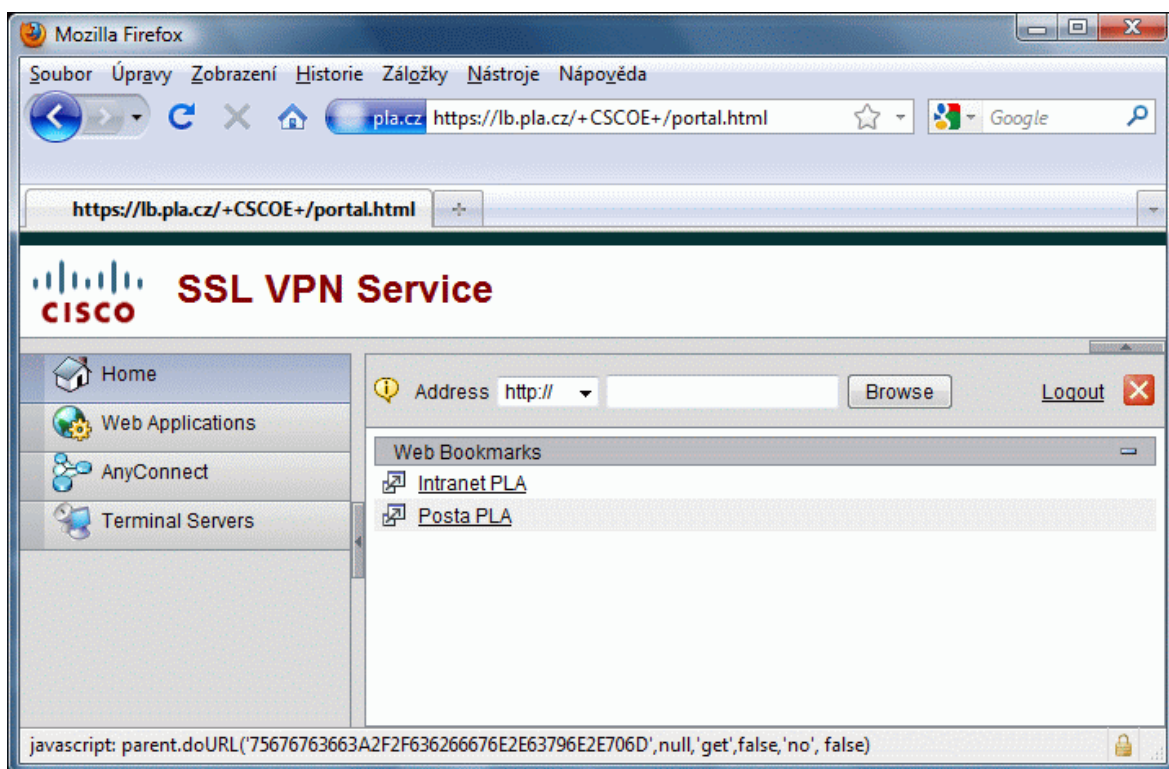 Mozilla Firefox
Soubor Úpravy Zobrazení Historie Záložky Nástroje Nápověda
pla.cz https://lb.pla.cz/+CSCOE+/portal.html Google
https://lb.pla.cz/+CSCOE+/portal.html
CISCO SSL VPN Service
Home
Web Applications
AnyConnect
Terminal Servers
Address http:// Browse Logout
Web Bookmarks
Intranet PLA
Posta PLA
javascript: parent.doURL('75676763663A2F2F636266676E2E63796E2E706D',null,'get',false,'no', false)